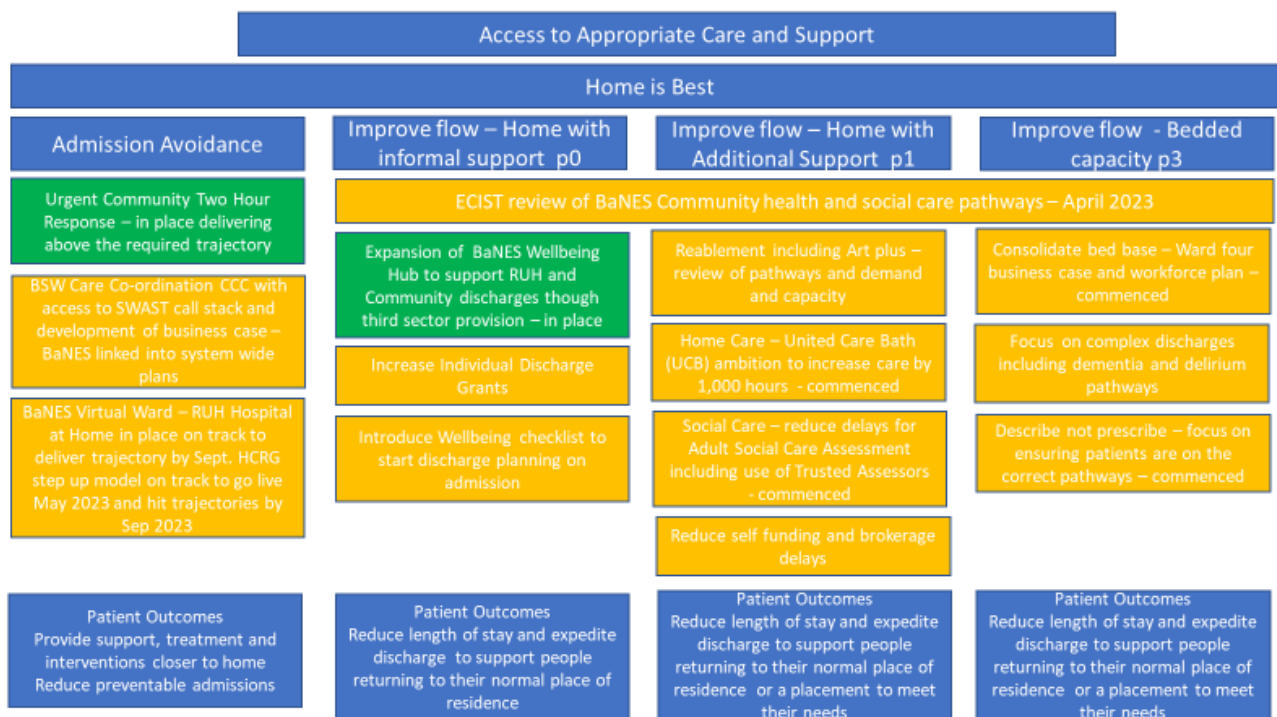 Access to Appropriate Care and Support
Home is Best
Admission Avoidance
Urgent Community Two Hour
Response – in place delivering
above the required trajectory
BSW Care Co-ordination CCC with
access to SWAST call stack and
development of business case –
BaNES linked into system wide
plans
BaNES Virtual Ward – RUH Hospital
at Home in place on track to
deliver trajectory by Sept. HCRG
step up model on track to go live
May 2023 and hit trajectories by
Sep 2023
Patient Outcomes
Provide support, treatment and
interventions closer to home
Reduce preventable admissions
Improve flow – Home with
informal support p0
Improve flow – Home with
Additional Support p1
Improve flow - Bedded
capacity p3
ECIST review of BaNES Community health and social care pathways – April 2023
Expansion of BaNES Wellbeing
Hub to support RUH and
Community discharges though
third sector provision – in place
Increase Individual Discharge
Grants
Introduce Wellbeing checklist to
start discharge planning on
admission
Patient Outcomes
Reduce length of stay and expedite
discharge to support people
returning to their normal place of
residence
Reablement including Art plus –
review of pathways and demand
and capacity
Home Care – United Care Bath
(UCB) ambition to increase care by
1,000 hours - commenced
Social Care – reduce delays for
Adult Social Care Assessment
including use of Trusted Assessors
- commenced
Reduce self funding and brokerage
delays
Patient Outcomes
Reduce length of stay and expedite
discharge to support people
returning to their normal place of
residence or a placement to meet
their needs
Consolidate bed base – Ward four
business case and workforce plan –
commenced
Focus on complex discharges
including dementia and delirium
pathways
Describe not prescribe – focus on
ensuring patients are on the
correct pathways – commenced
Patient Outcomes
Reduce length of stay and expedite
discharge to support people
returning to their normal place of
residence or a placement to meet
their needs